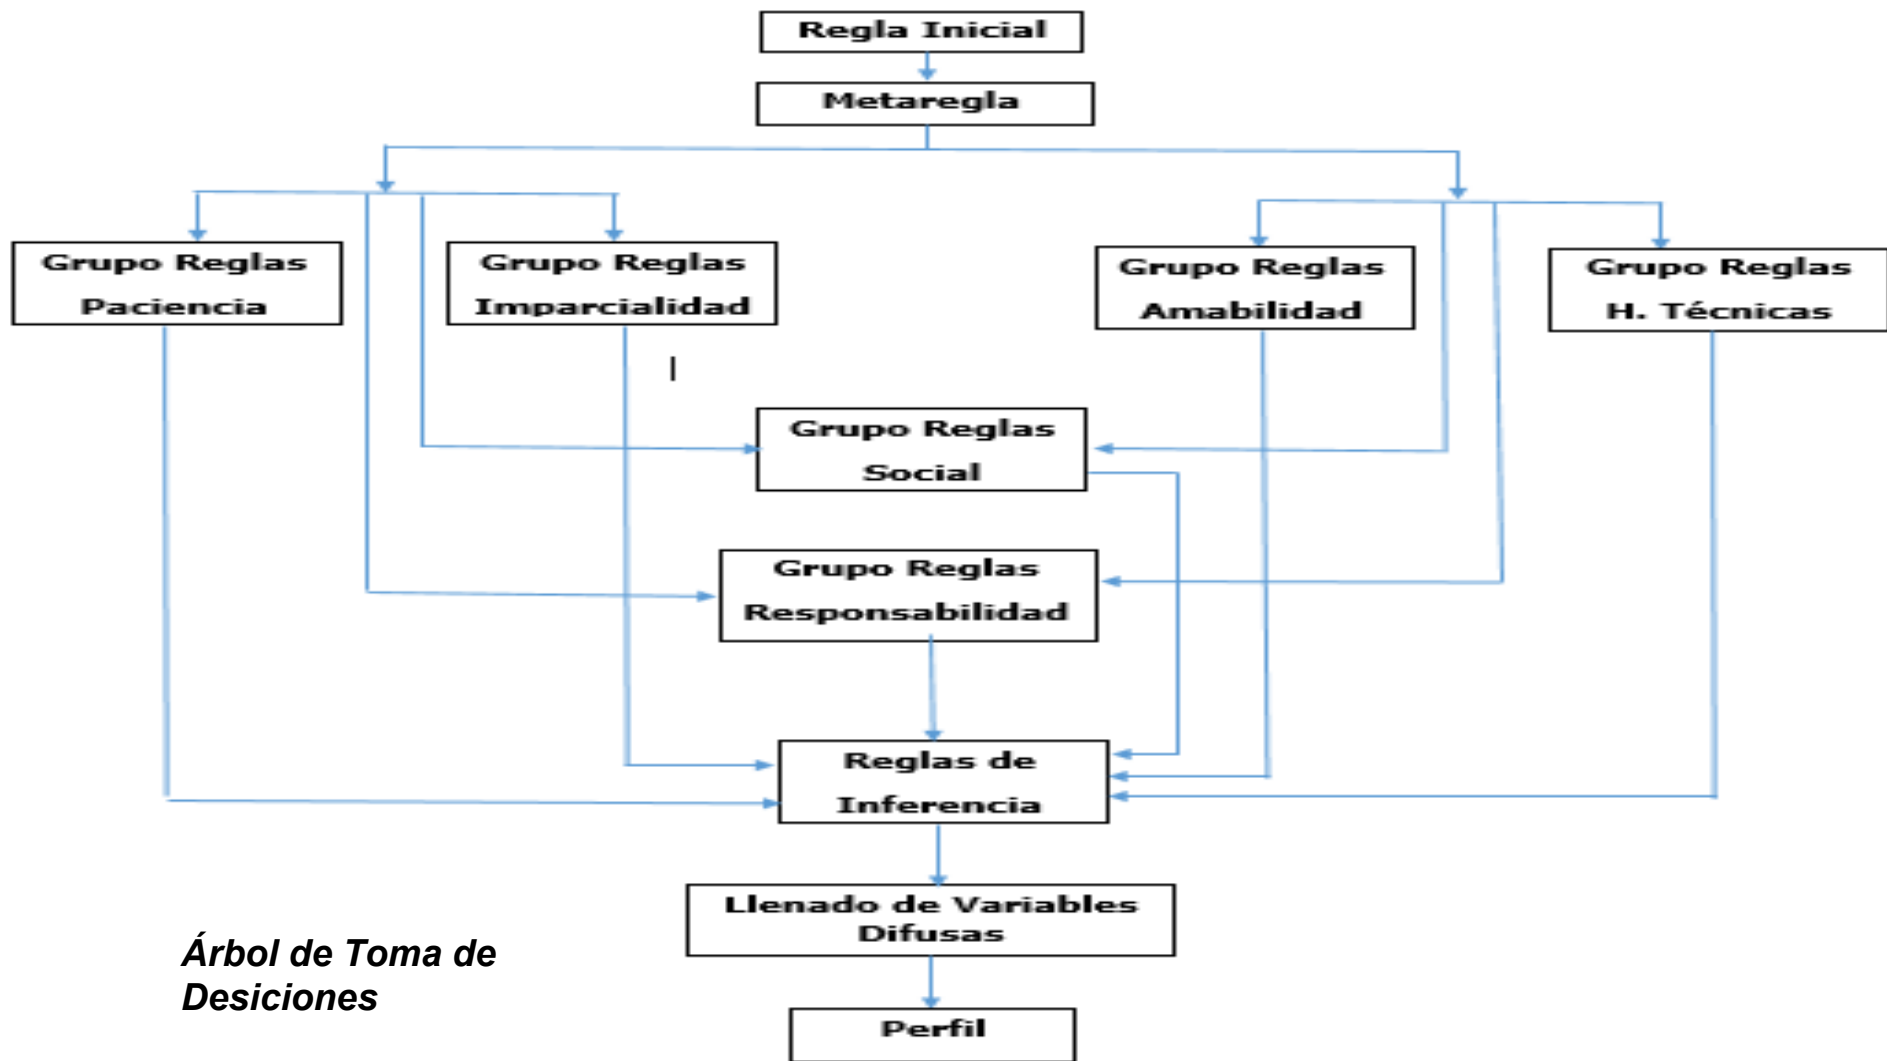 Regla Inicial
Metaregla
Grupo Reglas
Paciencia
Grupo Reglas
Imparcialidad
Grupo Reglas
Amabilidad
Grupo Reglas
H. Técnicas
Grupo Reglas
Social
Grupo Reglas
Responsabilidad
Reglas de
Inferencia
Llenado de Variables
Difusas
Perfil
Árbol de Toma de
Desiciones